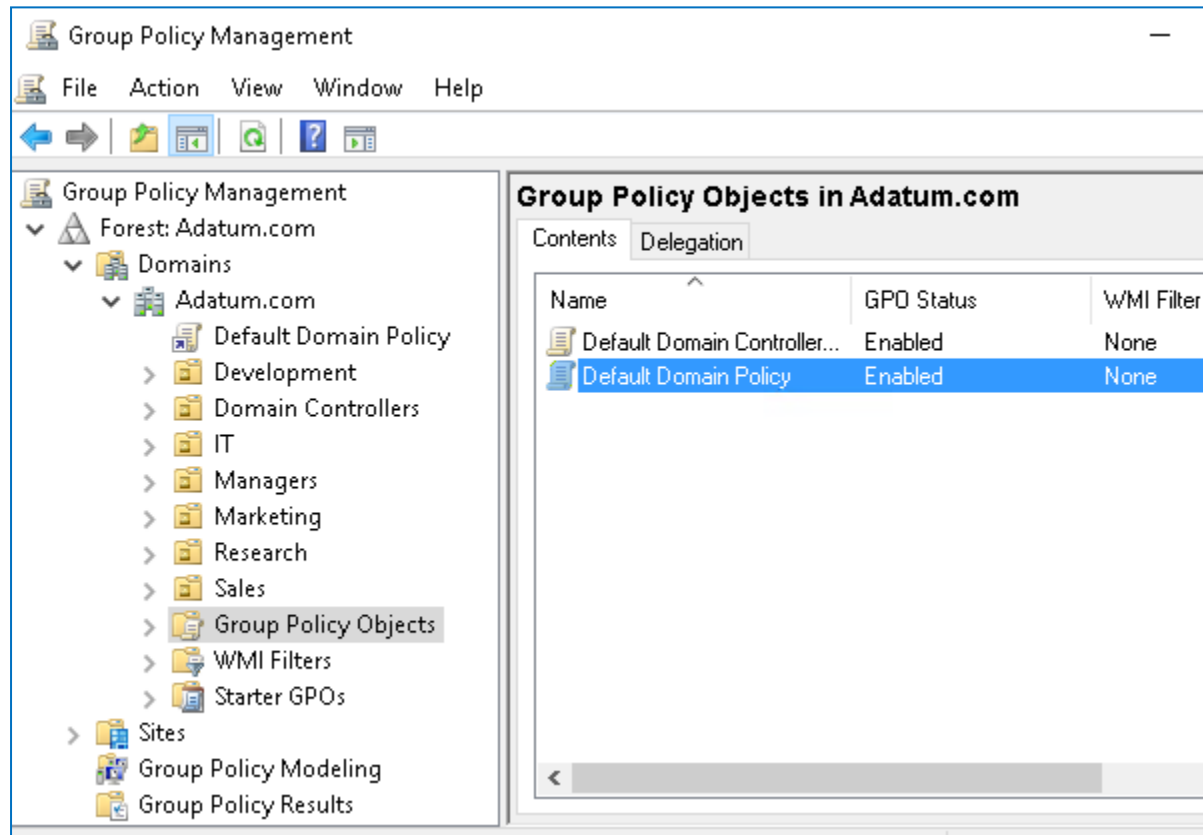 Group Policy Management
File Action View Window Help
Group Policy Management
Forest: Adatum.com
Domains
Adatum.com
Default Domain Policy
Development
Domain Controllers
IT
Managers
Marketing
Research
Sales
Group Policy Objects
WMI Filters
Starter GPOs
Sites
Group Policy Modeling
Group Policy Results
Group Policy Objects in Adatum.com
Contents Delegation
Name GPO Status WMI Filter
Default Domain Controller... Enabled None
Default Domain Policy Enabled None